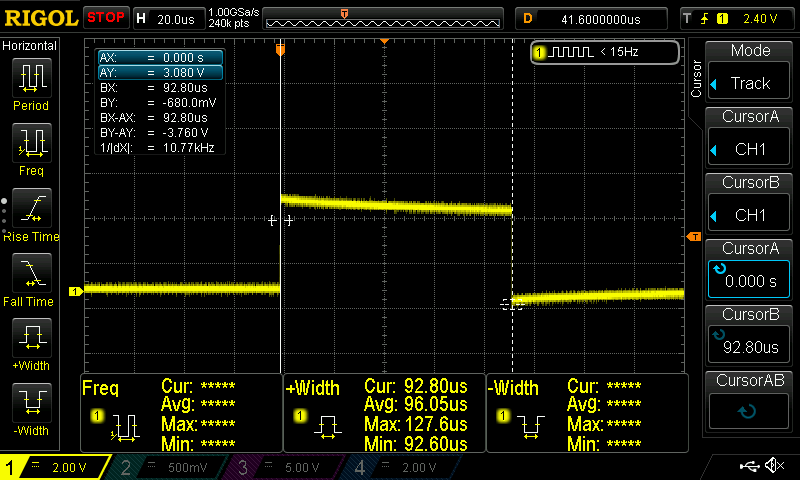 RIGOL STOP H 20.0us 1.00GSa/s 240k pts T D 41.6000000us T 1 2.40 V
Horizontal
Period
Freq
Rise Time
Fall Time
+Width
-Width
AX: = 0.000 s
AY: = 3.080 V
BX: = 92.80us
BY: = -680.0mV
BX-AX: = 92.80us
BY-AY: = -3.760 V
1/|dX|: = 10.77kHz
T
1 < 15Hz
1
T
Cursor
Mode
Track
CursorA
CH1
CursorB
CH1
CursorA
0.000 s
CursorB
92.80us
CursorAB
Freq
1
Cur: *****
Avg: *****
Max: *****
Min: *****
+Width
1
Cur: 92.80us
Avg: 96.05us
Max: 127.6us
Min: 92.60us
-Width
1
Cur: *****
Avg: *****
Max: *****
Min: *****
1 = 2.00 V 2 = 500mV 3 = 5.00 V 4 = 2.00 V